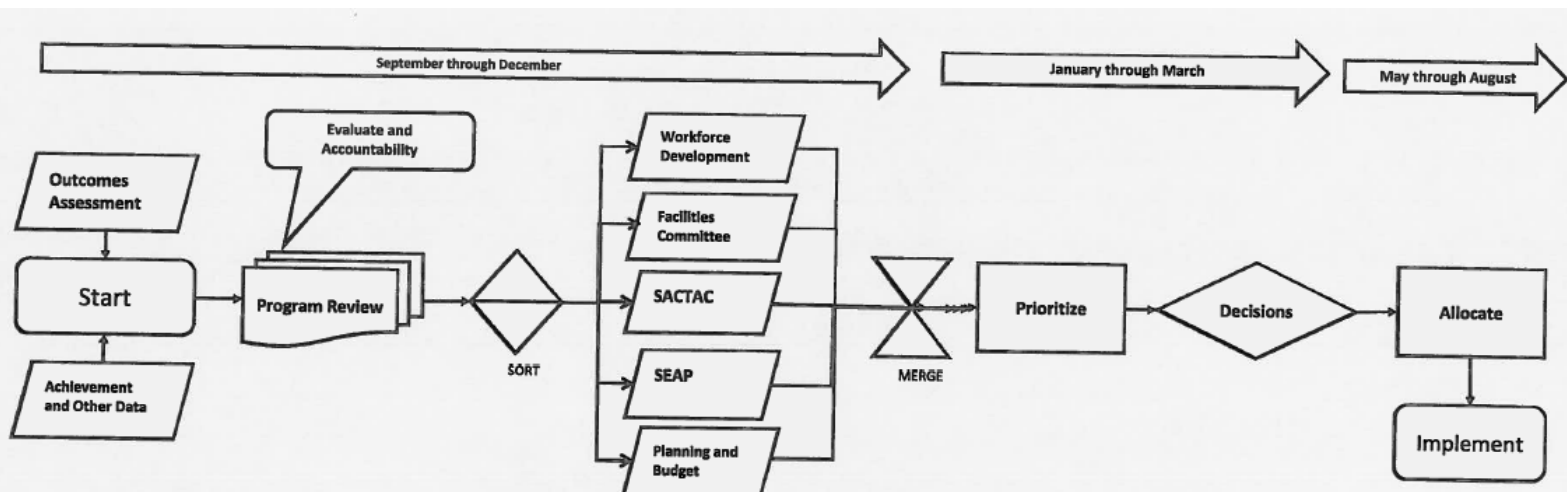 September through December
January through March
May through August
Evaluate and
Accountability
Outcomes
Assessment
Start
Achievement
and Other Data
Program Review
SORT
Workforce
Development
Facilities
Committee
SACTAC
SEAP
Planning and
Budget
MERGE
Prioritize
Decisions
Allocate
Implement